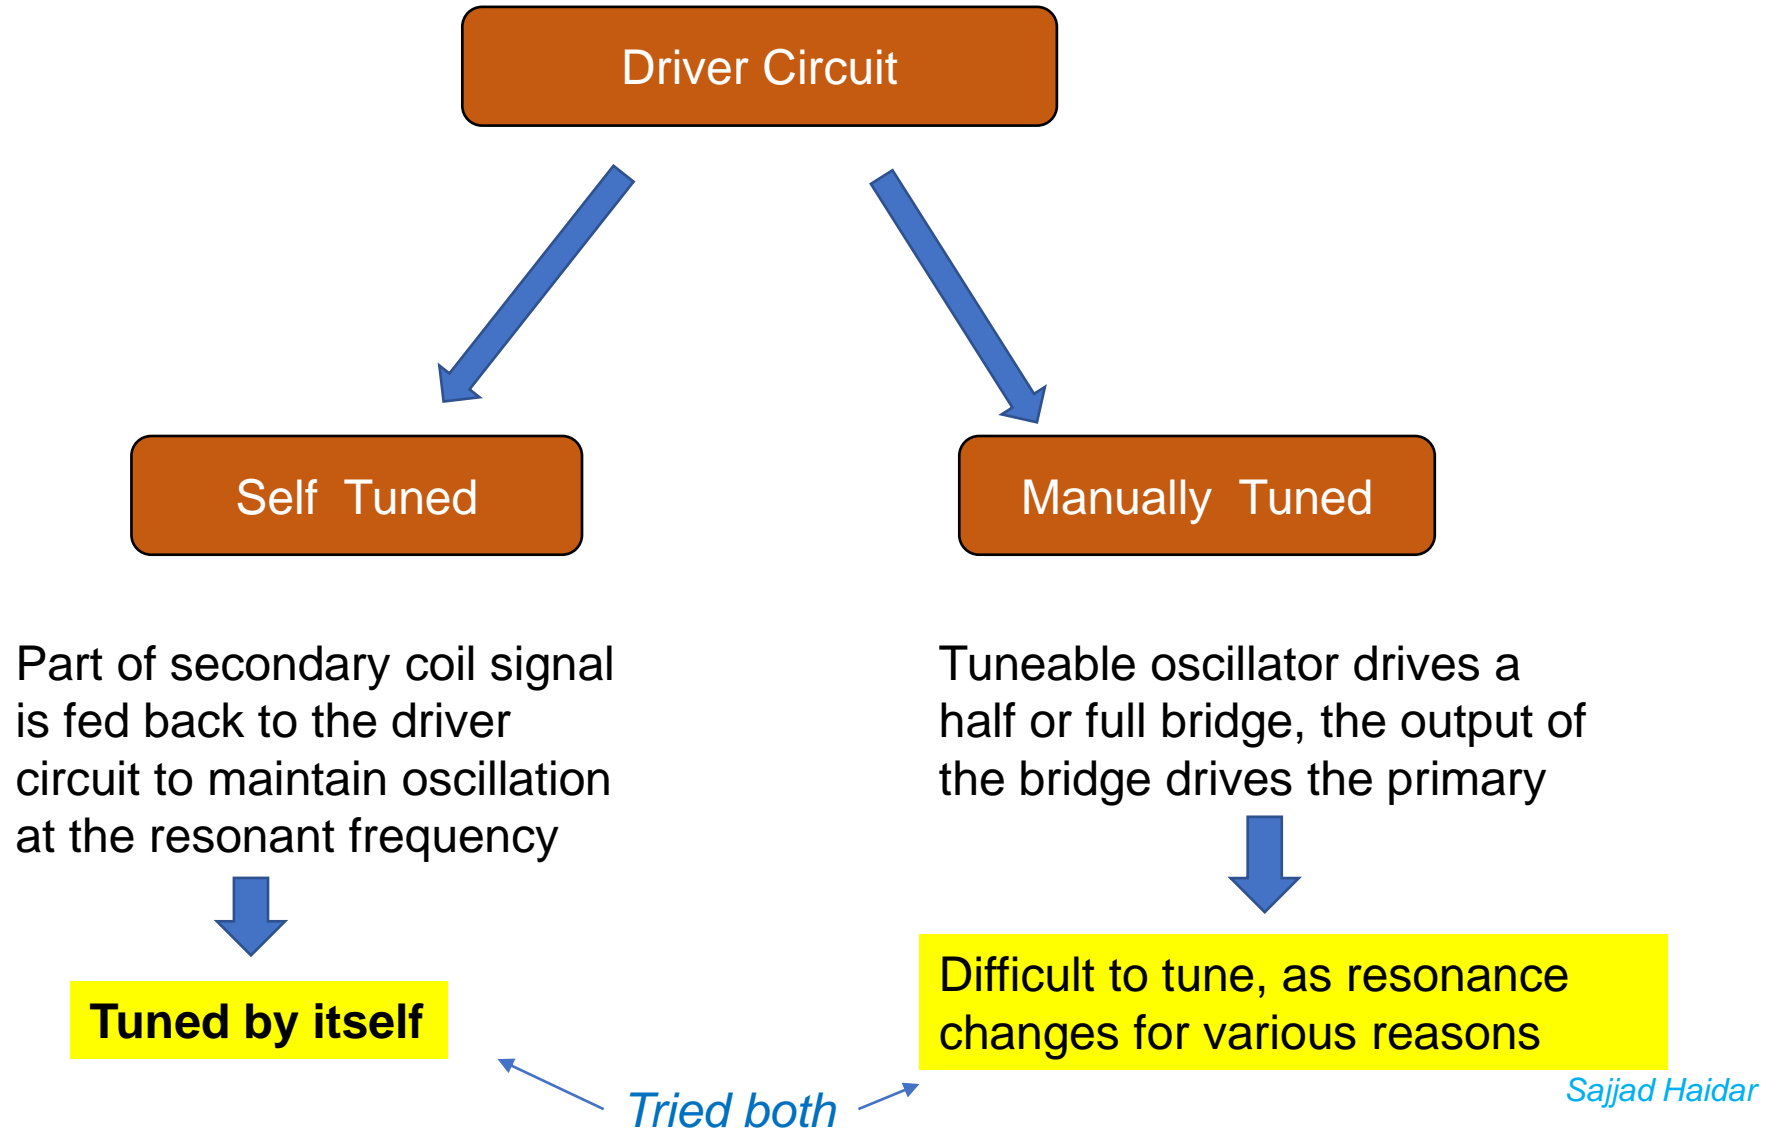 Driver Circuit
Self Tuned
Manually Tuned
Part of secondary coil signal
is fed back to the driver
circuit to maintain oscillation
at the resonant frequency
Tuneable oscillator drives a
half or full bridge, the output of
the bridge drives the primary
Tuned by itself
Difficult to tune, as resonance
changes for various reasons
Tried both
Sajjad Haidar